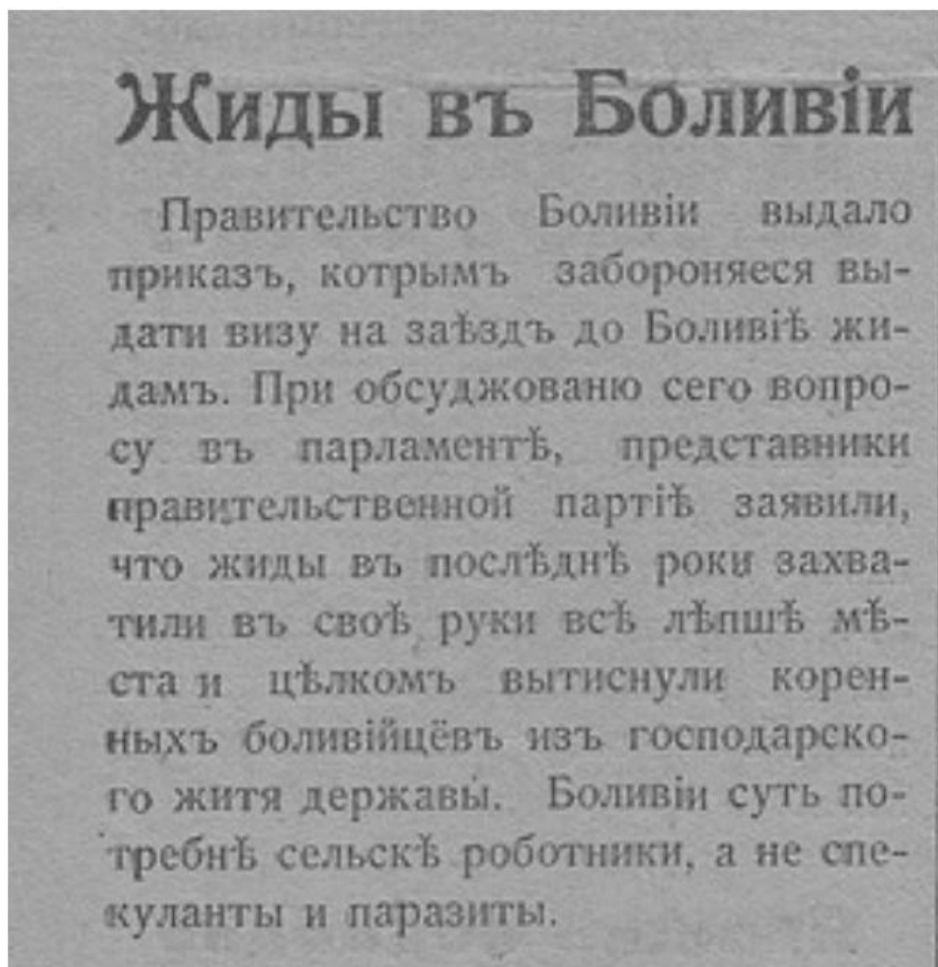 Жиды въ Боливіи
Правительство Боливіи выдало
приказъ, котрымъ забороняеся вы-
дати визу на заѣздъ до Боливіѣ жи-
дамъ. При обсуджованю сего вопро-
су въ парламентѣ, представники
правительственной партіѣ заявили,
что жиды въ послѣднѣ роки захва-
тили въ своѣ руки всѣ лѣпшѣ мѣ-
ста и цѣлкомъ вытиснули корен-
ныхъ боливійцёвъ изъ господарско-
го житя державы. Боливіи суть по-
требнѣ сельскѣ роботники, а не спе-
куланты и паразиты.